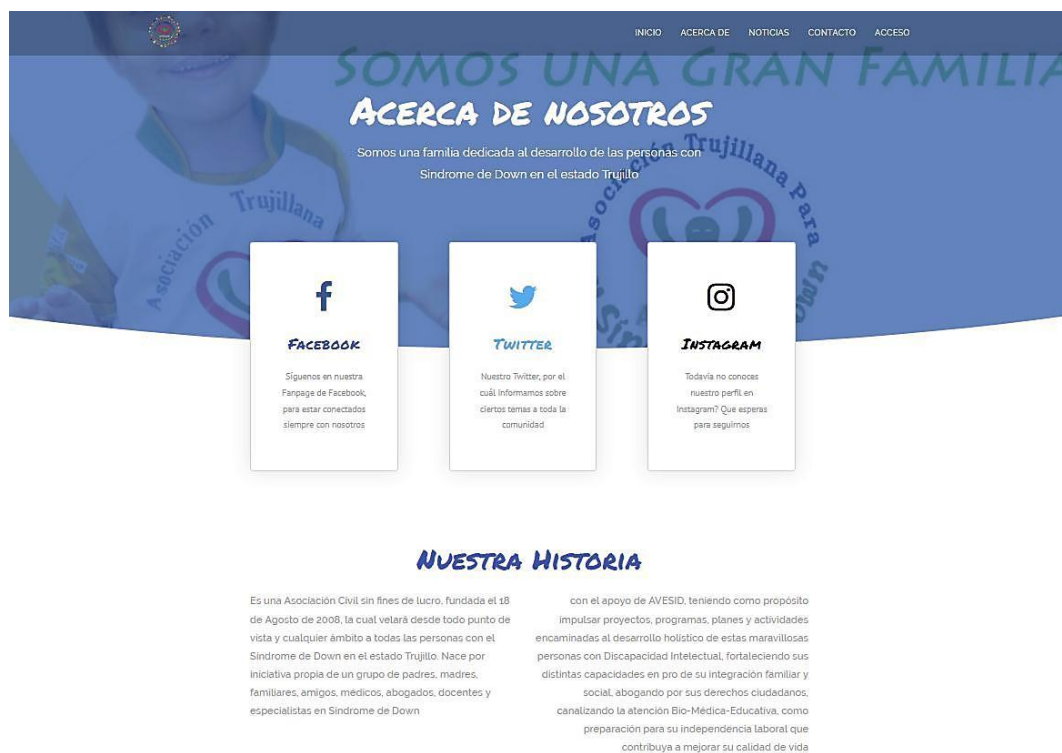 INICIO ACERCA DE NOTICIAS CONTACTO ACCESO
SOMOS UNA GRAN FAMILIA
ACERCA DE NOSOTROS
Somos una familia dedicada al desarrollo de las personas con
Sindrome de Down en el estado Trujillo
Asociación Trujillana
Asociación Trujillana Para
Down
FACEBOOK
Síguenos en nuestra
Fanpage de Facebook,
para estar conectados
siempre con nosotros
TWITTER
Nuestro Twitter, por el
cuál informamos sobre
ciertos temas a toda la
comunidad
INSTAGRAM
Todavía no conoces
nuestro perfil en
Instagram? Que esperas
para seguirnos
NUESTRA HISTORIA
Es una Asociación Civil sin fines de lucro, fundada el 18
de Agosto de 2008, la cual velará desde todo punto de
vista y cualquier ámbito a todas las personas con el
Sindrome de Down en el estado Trujillo. Nace por
iniciativa propia de un grupo de padres, madres,
familiares, amigos, médicos, abogados, docentes y
especialistas en Sindrome de Down
con el apoyo de AVESID, teniendo como propósito
impulsar proyectos, programas, planes y actividades
encaminadas al desarrollo holístico de estas maravillosas
personas con Discapacidad Intelectual, fortaleciendo sus
distintas capacidades en pro de su integración familiar y
social, abogando por sus derechos ciudadanos,
canalizando la atención Bio-Médica-Educativa, como
preparación para su independencia laboral que
contribuya a mejorar su calidad de vida